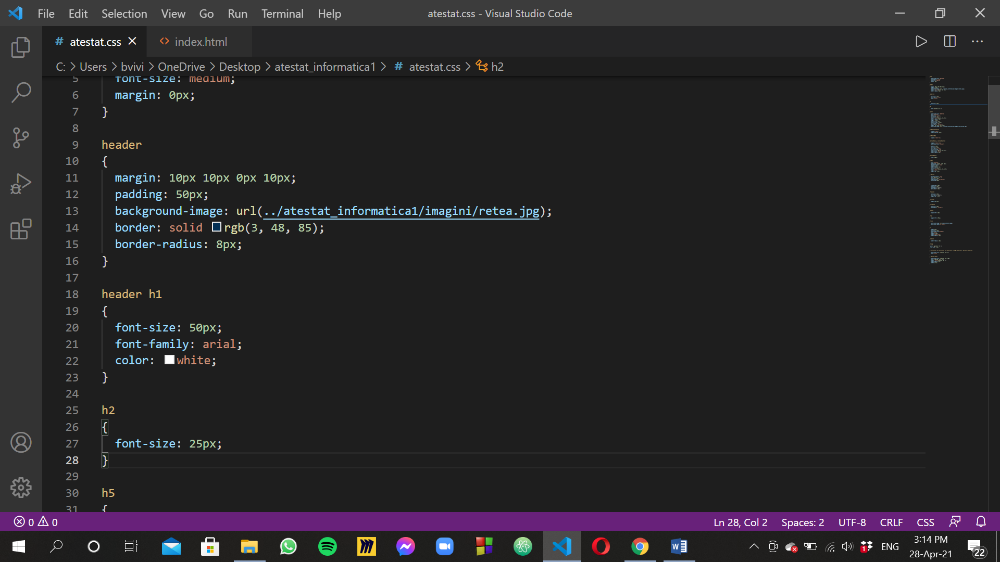 File Edit Selection View Go Run Terminal Help atestat.css - Visual Studio Code
# atestat.css index.html
C: > Users > bvivi > OneDrive > Desktop > atestat_informatica1 > # atestat.css > h2
5 font-size: medium;
6 margin: 0px;
7 }
8
9 header
10 {
11 margin: 10px 10px 0px 10px;
12 padding: 50px;
13 background-image: url(../atestat_informatica1/imagini/retea.jpg);
14 border: solid rgb(3, 48, 85);
15 border-radius: 8px;
16 }
17
18 header h1
19 {
20 font-size: 50px;
21 font-family: arial;
22 color: white;
23 }
24
25 h2
26 {
27 font-size: 25px;
28 }
29
30 h5
31 {
0 0 Ln 28, Col 2 Spaces: 2 UTF-8 CRLF CSS
1 ENG 3:14 PM
28-Apr-21 22